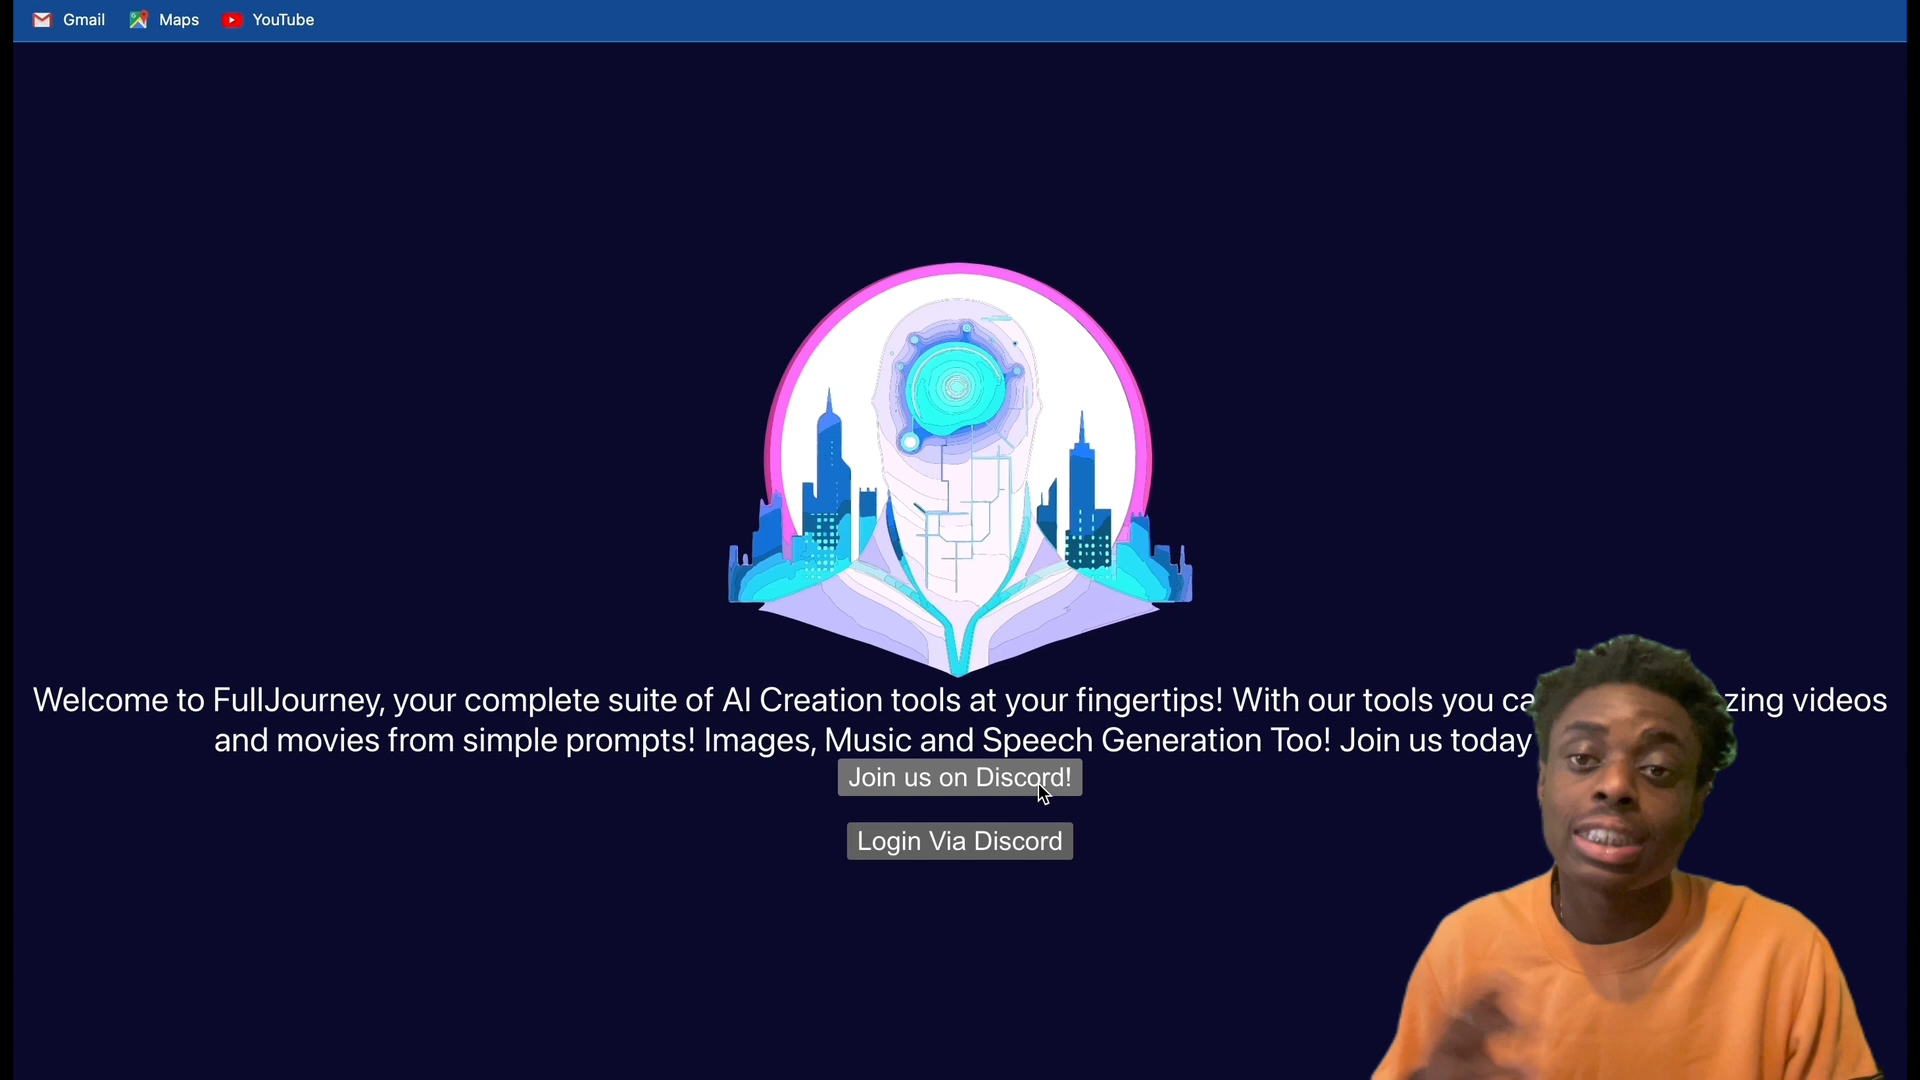 Gmail Maps YouTube
Welcome to FullJourney, your complete suite of AI Creation tools at your fingertips! With our tools you videos
and movies from simple prompts! Images, Music and Speech Generation Too! Join us today
Join us on Discord!
Login Via Discord